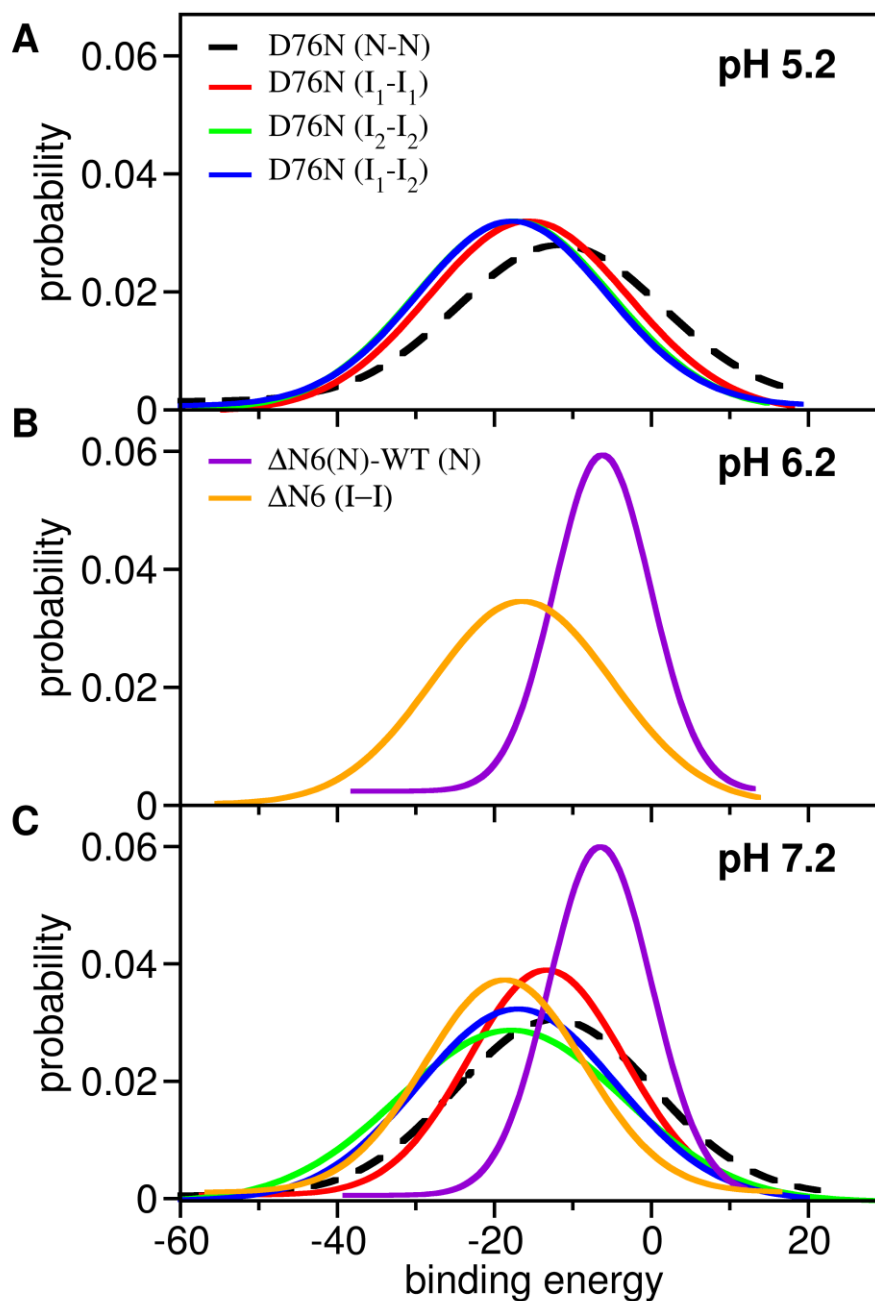 A
0.06
0.04
0.02
0
probability
D76N (N-N)
D76N (I₁-I₁)
D76N (I₂-I₂)
D76N (I₁-I₂)
pH 5.2
B
0.06
0.04
0.02
0
probability
ΔN6(N)-WT (N)
ΔN6 (I−I)
pH 6.2
C
0.06
0.04
0.02
0
probability
pH 7.2
-60 -40 -20 0 20
binding energy